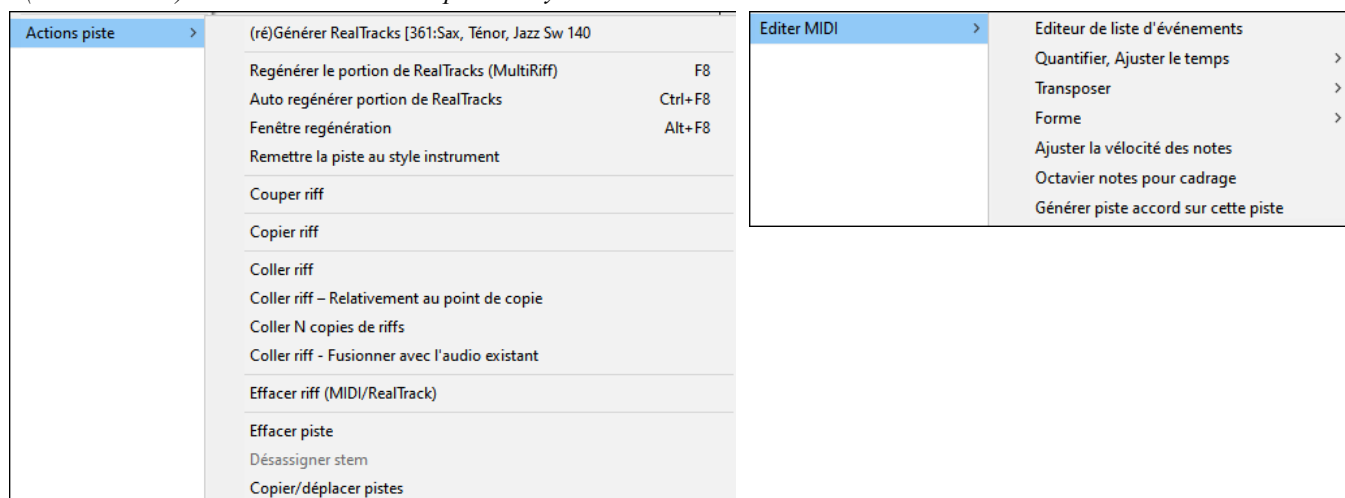 Actions piste >
(ré)Générer RealTracks [361:Sax, Ténor, Jazz Sw 140
Regénérer le portion de RealTracks (MultiRiff) F8
Auto regénérer portion de RealTracks Ctrl+F8
Fenêtre regénération Alt+F8
Remettre la piste au style instrument
Couper riff
Copier riff
Coller riff
Coller riff – Relativement au point de copie
Coller N copies de riffs
Coller riff - Fusionner avec l'audio existant
Effacer riff (MIDI/RealTrack)
Effacer piste
Désassigner stem
Copier/déplacer pistes
Editer MIDI >
Editeur de liste d'événements
Quantifier, Ajuster le temps >
Transposer >
Forme >
Ajuster la vélocité des notes
Octavier notes pour cadrage
Générer piste accord sur cette piste